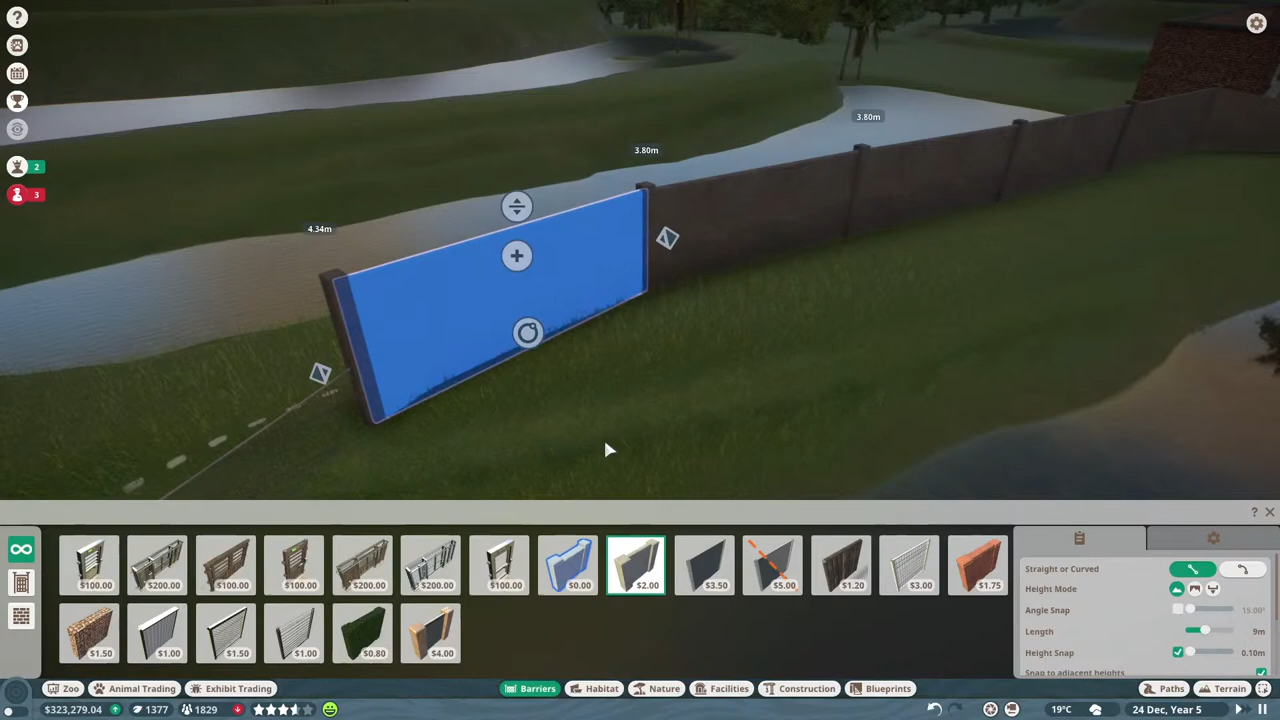 ?
2
3
3.80m
3.80m
4.34m
? ×
$100.00 $200.00 $100.00 $100.00 $200.00 $200.00 $100.00 $0.00 $2.00 $3.50 $5.00 $1.20 $3.00 $1.75
$1.50 $1.00 $1.50 $1.00 $0.80 $4.00
Straight or Curved
Height Mode
Angle Snap 15.00°
Length 9m
Height Snap 0.10m
Snap to adjacent heights
Zoo Animal Trading Exhibit Trading Barriers Habitat Nature Facilities Construction Blueprints Paths Terrain
$323,279.04 1377 1829 19°C 24 Dec, Year 5